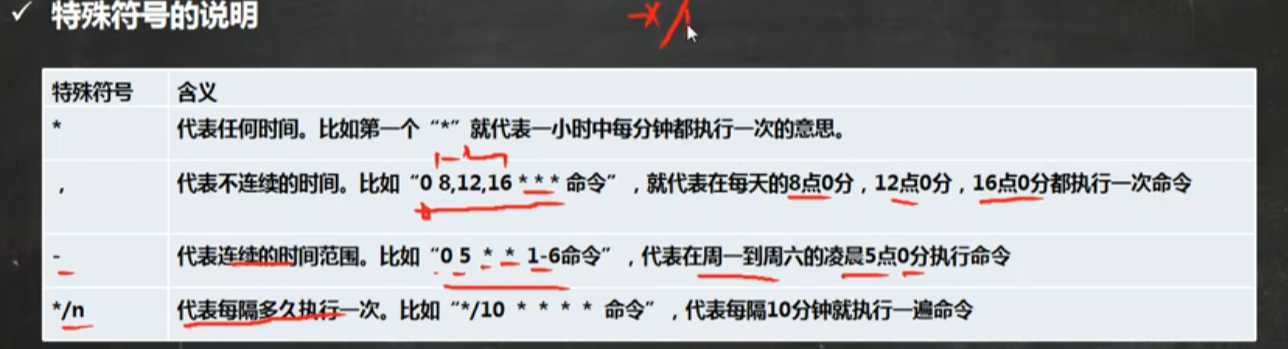 ✓ 特殊符号的说明
特殊符号 含义
* 代表任何时间。比如第一个“*”就代表一小时中每分钟都执行一次的意思。
, 代表不连续的时间。比如“0 8,12,16 * * * 命令”,就代表在每天的8点0分,12点0分,16点0分都执行一次命令
- 代表连续的时间范围。比如“0 5 * * 1-6命令”,代表在周一到周六的凌晨5点0分执行命令
*/n 代表每隔多久执行一次。比如“*/10 * * * * 命令”,代表每隔10分钟就执行一遍命令